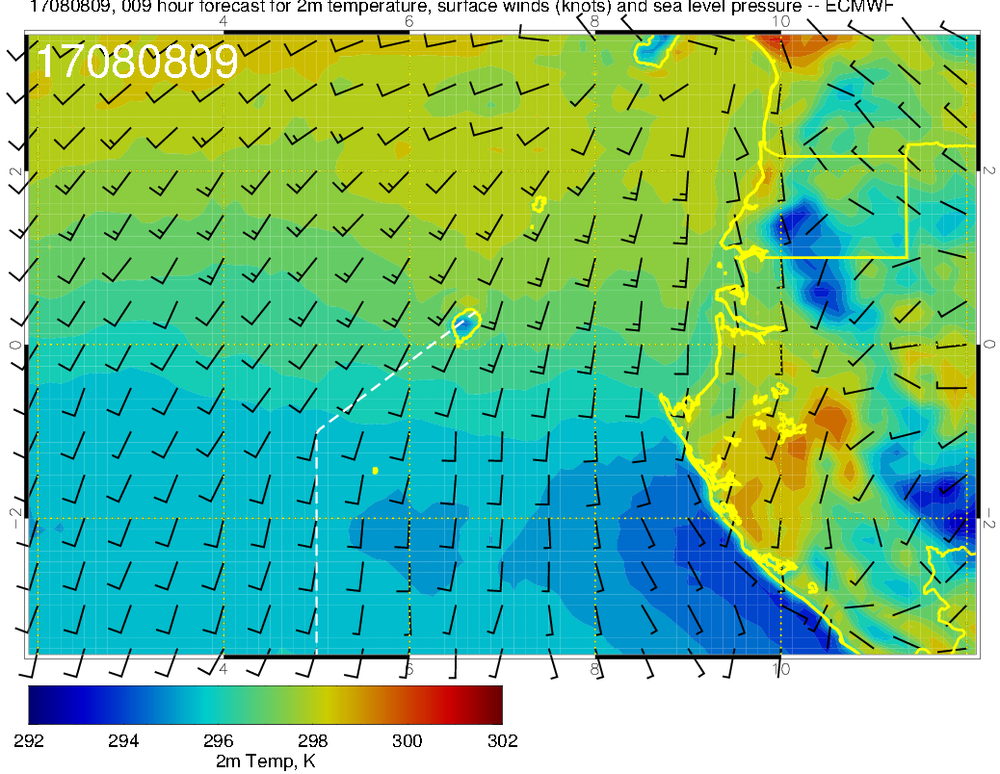 17080809, 009 hour forecast for 2m temperature, surface winds (knots) and sea level pressure -- ECMWF
4 6 8 10
17080809
2 2
0 0
-2 -2
4 6 8 10
292 294 296 298 300 302
2m Temp, K